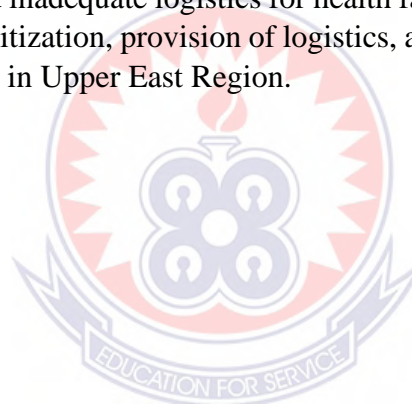 inadequate logistics for health fa
itization, provision of logistics, a
in Upper East Region.
EDUCATION FOR SERVICE